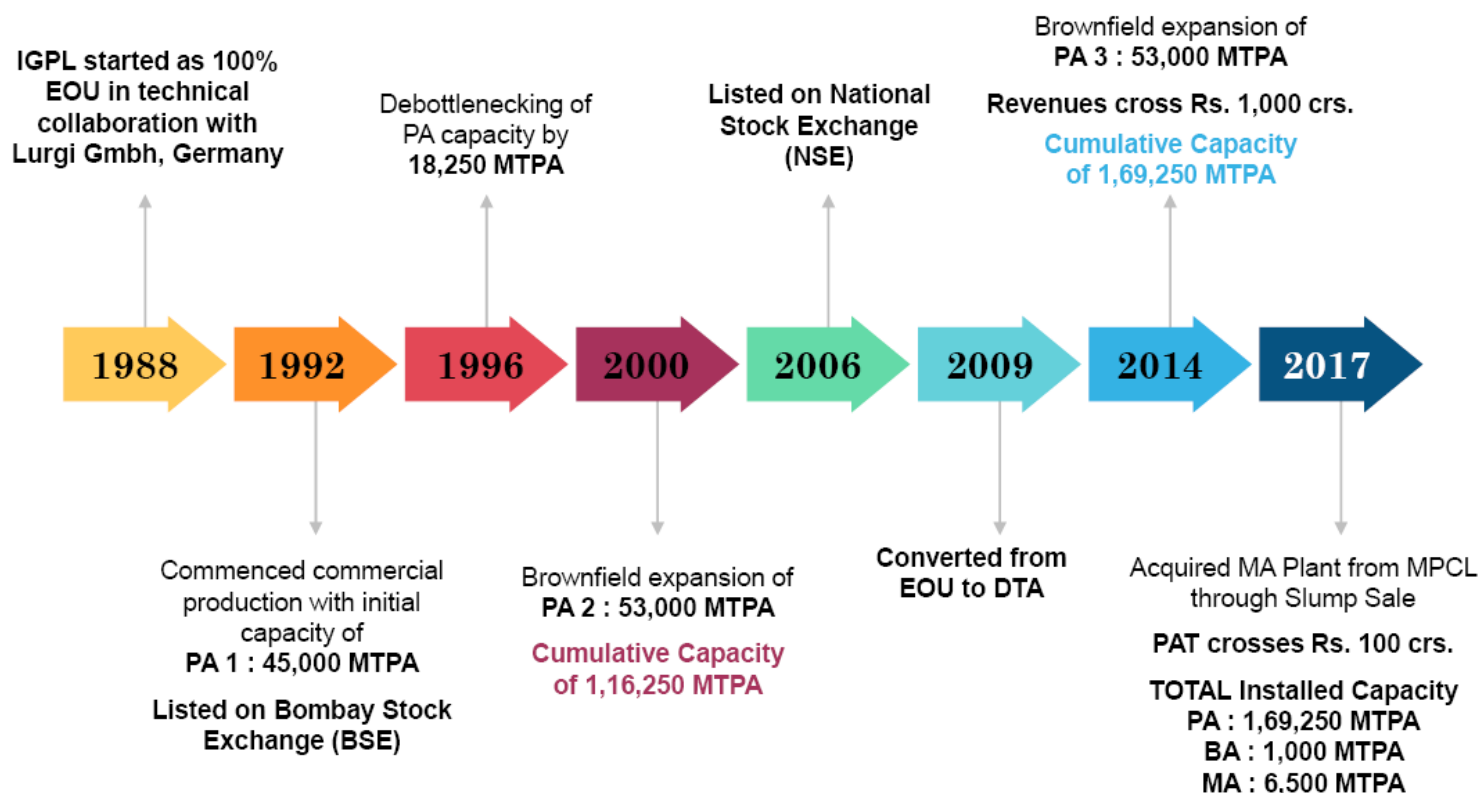 IGPL started as 100%
EOU in technical
collaboration with
Lurgi Gmbh, Germany
Debottlenecking of
PA capacity by
18,250 MTPA
Listed on National
Stock Exchange
(NSE)
Brownfield expansion of
PA 3 : 53,000 MTPA
Revenues cross Rs. 1,000 crs.
Cumulative Capacity
of 1,69,250 MTPA
1988
1992
1996
2000
2006
2009
2014
2017
Commenced commercial
production with initial
capacity of
PA 1 : 45,000 MTPA
Listed on Bombay Stock
Exchange (BSE)
Brownfield expansion of
PA 2 : 53,000 MTPA
Cumulative Capacity
of 1,16,250 MTPA
Converted from
EOU to DTA
Acquired MA Plant from MPCL
through Slump Sale
PAT crosses Rs. 100 crs.
TOTAL Installed Capacity
PA : 1,69,250 MTPA
BA : 1,000 MTPA
MA : 6,500 MTPA